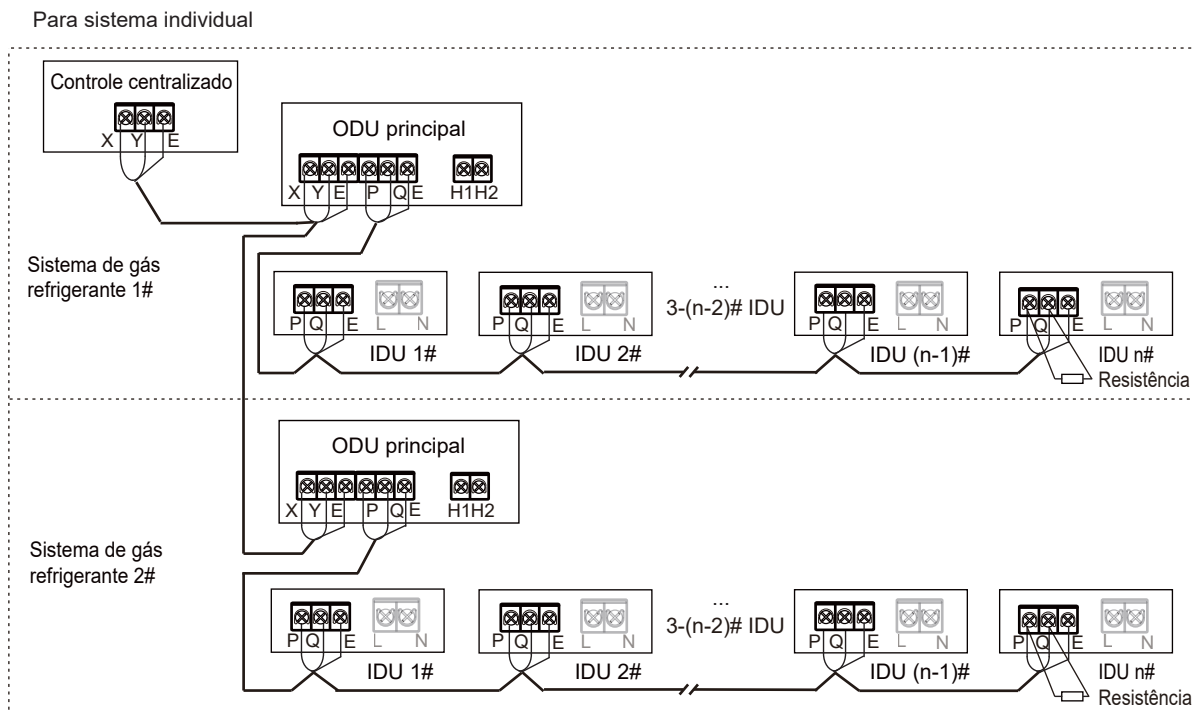 Para sistema individual
Controle centralizado
X Y E
ODU principal
X Y E P Q E H1H2
Sistema de gás
refrigerante 1#
P Q E L N
IDU 1#
P Q E L N
IDU 2#
...
3-(n-2)# IDU
P Q E L N
IDU (n-1)#
P Q E L N
IDU n#
Resistência
ODU principal
X Y E P Q E H1H2
Sistema de gás
refrigerante 2#
P Q E L N
IDU 1#
P Q E L N
IDU 2#
...
3-(n-2)# IDU
P Q E L N
IDU (n-1)#
P Q E L N
IDU n#
Resistência